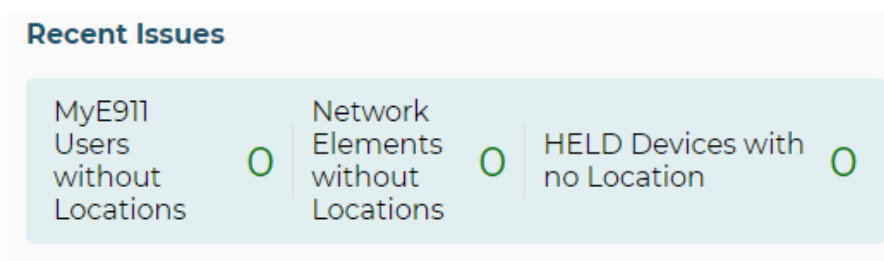 Recent Issues
MyE911
Users
without
Locations
0
Network
Elements
without
Locations
0
HELD Devices with
no Location
0